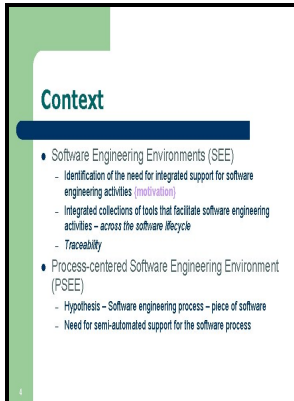 Context
● Software Engineering Environments (SEE)
– Identification of the need for integrated support for software
engineering activities {motivation}
– Integrated collections of tools that facilitate software engineering
activities – across the software lifecycle
– Traceability
● Process-centered Software Engineering Environment
(PSEE)
– Hypothesis – Software engineering process – piece of software
– Need for semi-automated support for the software process